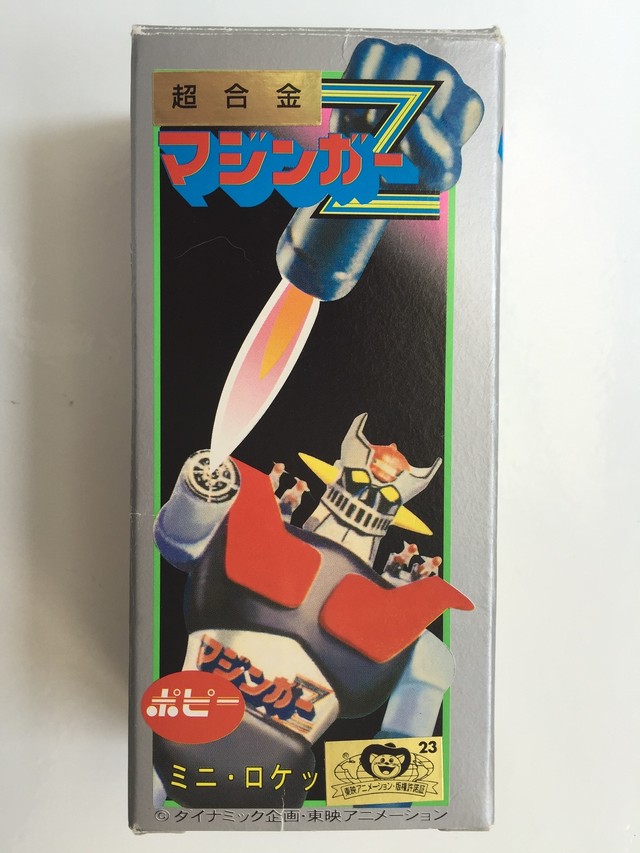 超合金
マジンガーZ
マジンガーZ
ポピー
ミニ・ロケッ
23
東映アニメーション・版権許諾証
© ダイナミック企画・東映アニメーション